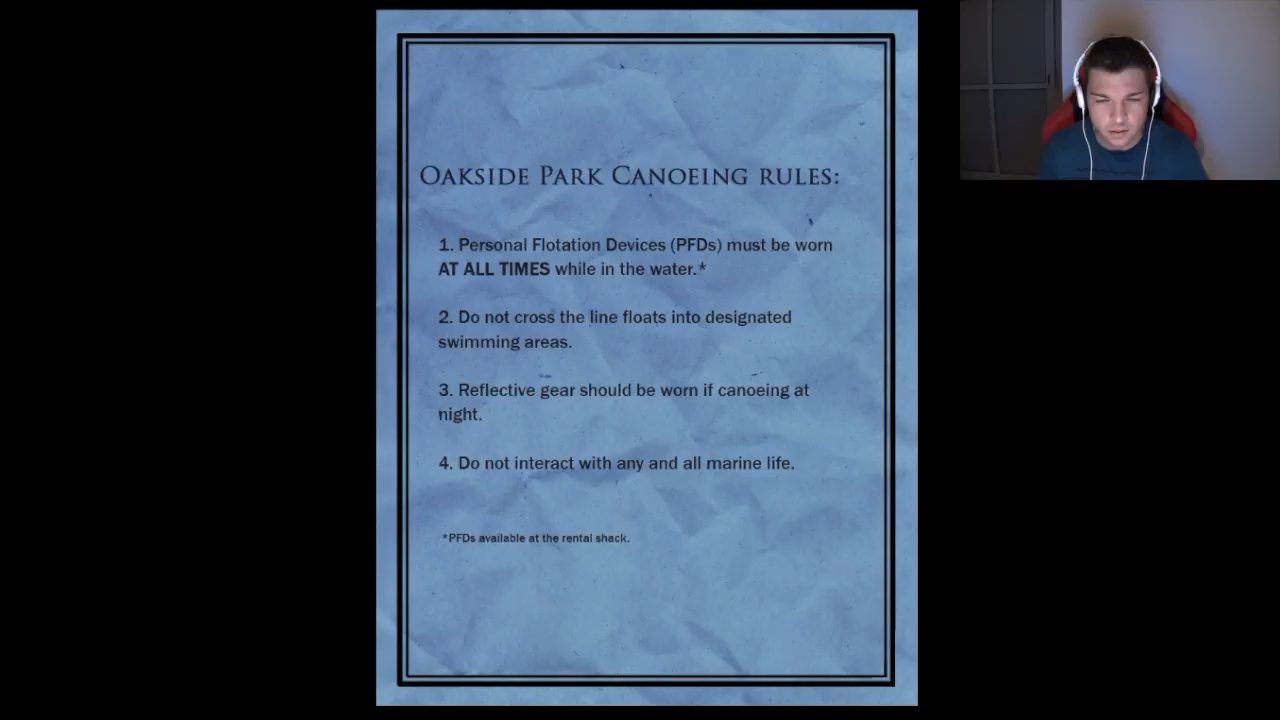 Oakside Park Canoeing rules:
1. Personal Flotation Devices (PFDs) must be worn
AT ALL TIMES while in the water.*
2. Do not cross the line floats into designated
swimming areas.
3. Reflective gear should be worn if canoeing at
night.
4. Do not interact with any and all marine life.
*PFDs available at the rental shack.